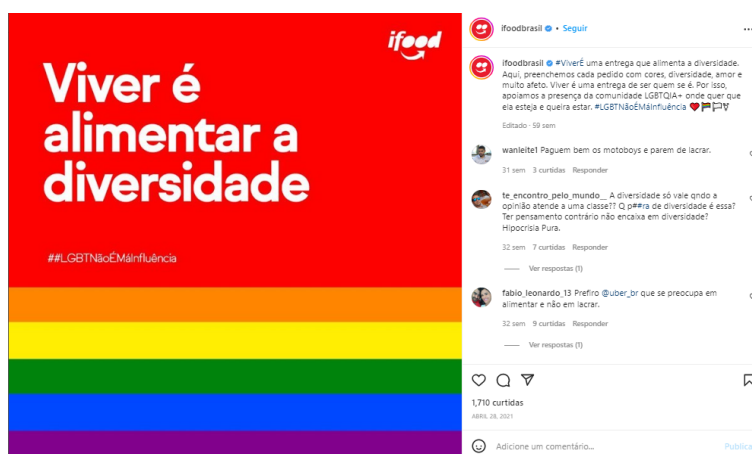 ifood
Viver é
alimentar a
diversidade
##LGBTNãoÉMáInfluência
ifoodbrasil • Seguir
ifoodbrasil #ViverÉ uma entrega que alimenta a diversidade.
Aqui, preenchemos cada pedido com cores, diversidade, amor e
muito afeto. Viver é uma entrega de ser quem se é. Por isso,
apoiamos a presença da comunidade LGBTQIA+ onde quer que
ela esteja e queira estar. #LGBTNãoÉMáInfluência
Editado · 59 sem
wanleite1 Paguem bem os motoboys e parem de lacrar.
31 sem 3 curtidas Responder
te_encontro_pelo_mundo_ A diversidade só vale qndo a
opinião atende a uma classe?? Q p##ra de diversidade é essa?
Ter pensamento contrário não encaixa em diversidade?
Hipocrisia Pura.
32 sem 7 curtidas Responder
Ver respostas (1)
fabio_leonardo_13 Prefiro @uber_br que se preocupa em
alimentar e não em lacrar.
32 sem 9 curtidas Responder
Ver respostas (1)
1,710 curtidas
ABRIL 28, 2021
Adicione um comentário... Publica